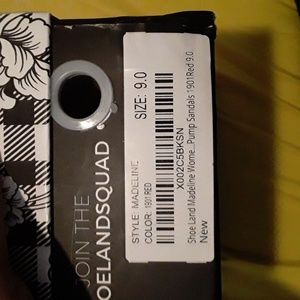 JOIN THE
OELANDSQUAD
SIZE: 9.0
STYLE: MADELINE
COLOR: 1901 RED
X002C5BKSN
Shoe Land Madeline Wome...Pump Sandals 1901Red 9.0
New